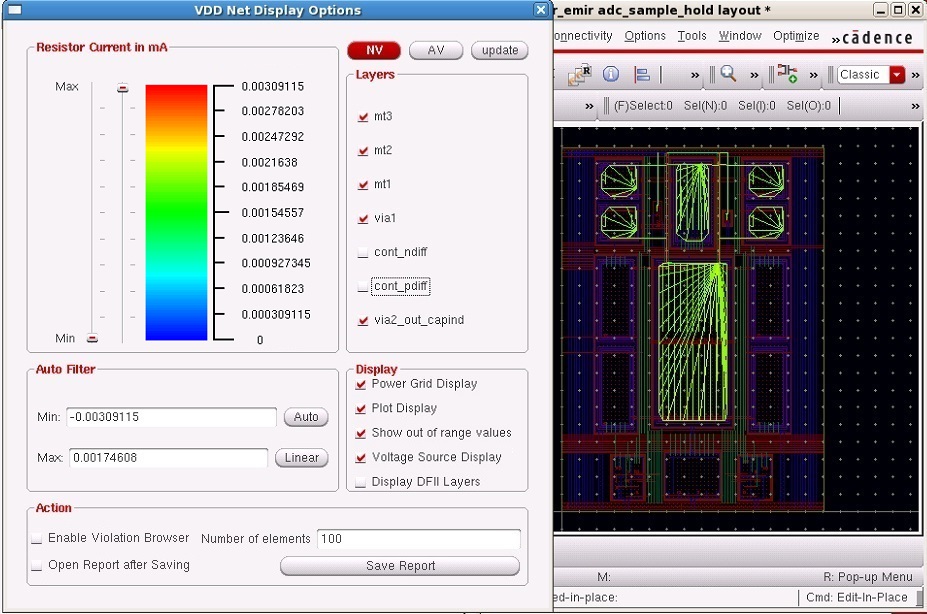 VDD Net Display Options
r_emir adc_sample_hold layout *
onnectivity Options Tools Window Optimize » cādence
Classic
(F)Select:0 Sel(N):0 Sel(I):0 Sel(O):0
Resistor Current in mA
Max
Min
0.00309115
0.00278203
0.00247292
0.0021638
0.00185469
0.00154557
0.00123646
0.000927345
0.00061823
0.000309115
0
NV AV update
Layers
mt3
mt2
mt1
via1
cont_ndiff
cont_pdiff
via2_out_capind
Auto Filter
Min: -0.00309115 Auto
Max: 0.00174608 Linear
Display
Power Grid Display
Plot Display
Show out of range values
Voltage Source Display
Display DFII Layers
Action
Enable Violation Browser Number of elements 100
Open Report after Saving Save Report
M: R: Pop-up Menu
ed-in-place: Cmd: Edit-In-Place